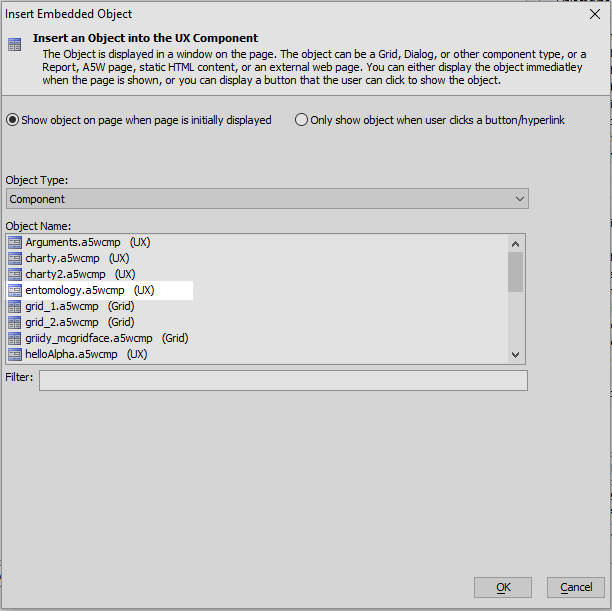 Insert Embedded Object
Insert an Object into the UX Component
The Object is displayed in a window on the page. The object can be a Grid, Dialog, or other component type, or a
Report, A5W page, static HTML content, or an external web page. You can either display the object immediatley
when the page is shown, or you can display a button that the user can click to show the object.
Show object on page when page is initially displayed Only show object when user clicks a button/hyperlink
Object Type:
Component
Object Name:
Arguments.a5wcmp (UX)
charty.a5wcmp (UX)
charty2.a5wcmp (UX)
entomology.a5wcmp (UX)
grid_1.a5wcmp (Grid)
grid_2.a5wcmp (Grid)
griidy_mcgridface.a5wcmp (Grid)
helloAlpha.a5wcmp (UX)
Filter:
OK Cancel